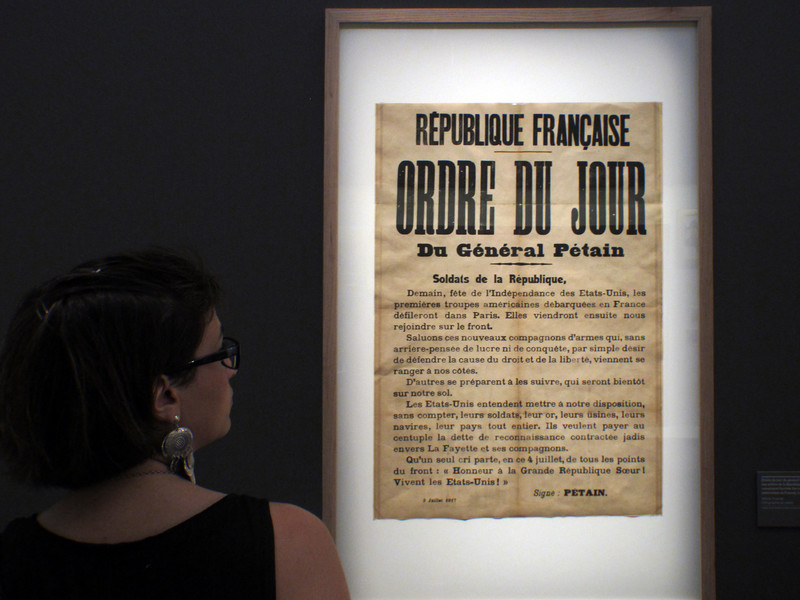 RÉPUBLIQUE FRANÇAISE
ORDRE DU JOUR
Du Général Pétain
Soldats de la République,
Demain, fête de l'Indépendance des Etats-Unis, les
premières troupes américaines débarquées en France
défileront dans Paris. Elles viendront ensuite nous
rejoindre sur le front.
Saluons ces nouveaux compagnons d'armes qui, sans
arrière-pensée de lucre ni de conquête, par simple désir
de défendre la cause du droit et de la liberté, viennent se
ranger à nos côtés.
D'autres se préparent à les suivre, qui seront bientôt
sur notre sol.
Les Etats-Unis entendent mettre à notre disposition,
sans compter, leurs soldats, leur or, leurs usines, leurs
navires, leur pays tout entier. Ils veulent payer au
centuple la dette de reconnaissance contractée jadis
envers La Fayette et ses compagnons.
Qu'un seul cri parte, en ce 4 juillet, de tous les points
du front : « Honneur à la Grande République Sœur !
Vivent les Etats-Unis ! »
Signé : PÉTAIN.
3 Juillet 1917